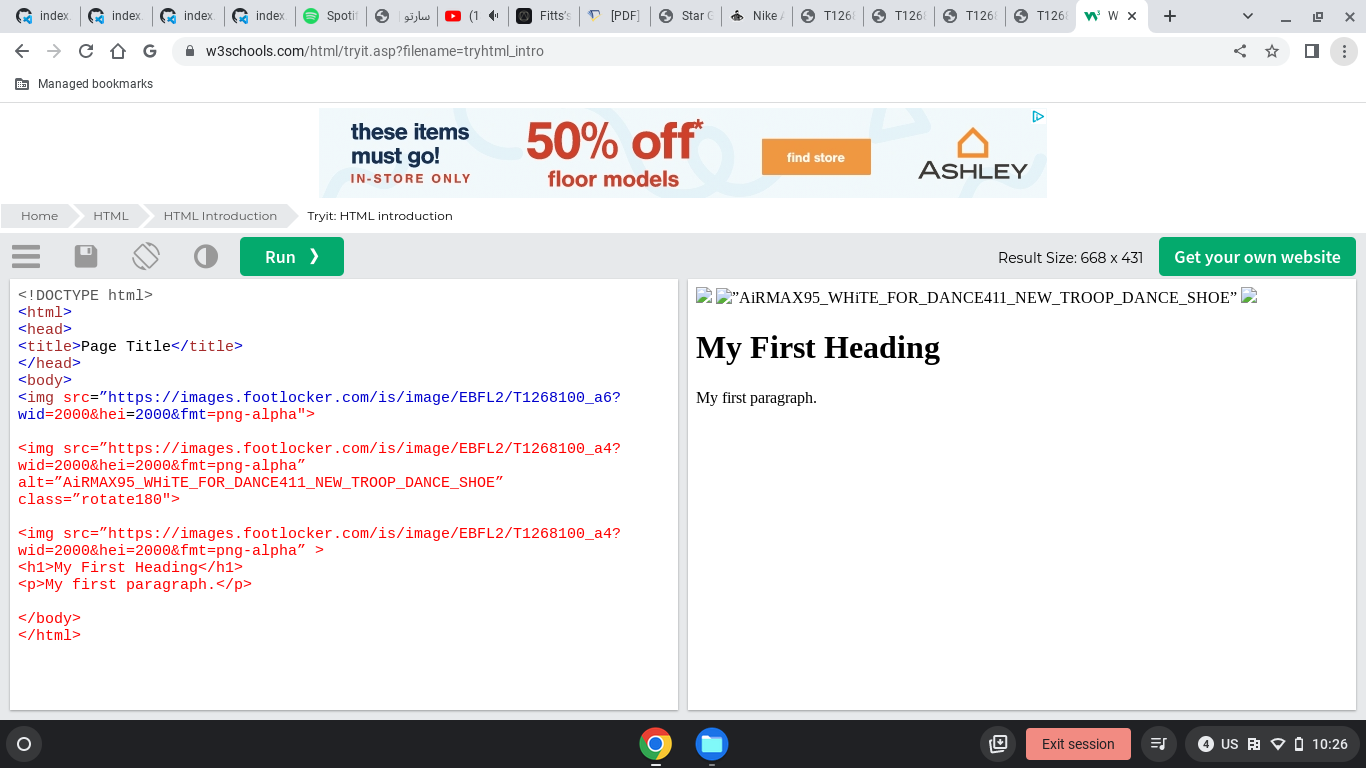 index.
index.
index.
index
Spotif
سارتو |
(1
Fitts's
[PDF]
Star G
Nike A
T1268
T1268
T1268
T1268
W
w3schools.com/html/tryit.asp?filename=tryhtml_intro
Managed bookmarks
these items
must go!
IN-STORE ONLY
50% off*
floor models
find store
ASHLEY
Home
HTML
HTML Introduction
Tryit: HTML introduction
Run ❯
Result Size: 668 x 431
Get your own website
<!DOCTYPE html>
<html>
<head>
<title>Page Title</title>
</head>
<body>
<img src=”https://images.footlocker.com/is/image/EBFL2/T1268100_a6?
wid=2000&hei=2000&fmt=png-alpha">
<img src=”https://images.footlocker.com/is/image/EBFL2/T1268100_a4?
wid=2000&hei=2000&fmt=png-alpha”
alt=”AiRMAX95_WHiTE_FOR_DANCE411_NEW_TROOP_DANCE_SHOE”
class=”rotate180">
<img src=”https://images.footlocker.com/is/image/EBFL2/T1268100_a4?
wid=2000&hei=2000&fmt=png-alpha” >
<h1>My First Heading</h1>
<p>My first paragraph.</p>
</body>
</html>
”AiRMAX95_WHiTE_FOR_DANCE411_NEW_TROOP_DANCE_SHOE”
My First Heading
My first paragraph.
Exit session
4 US 10:26